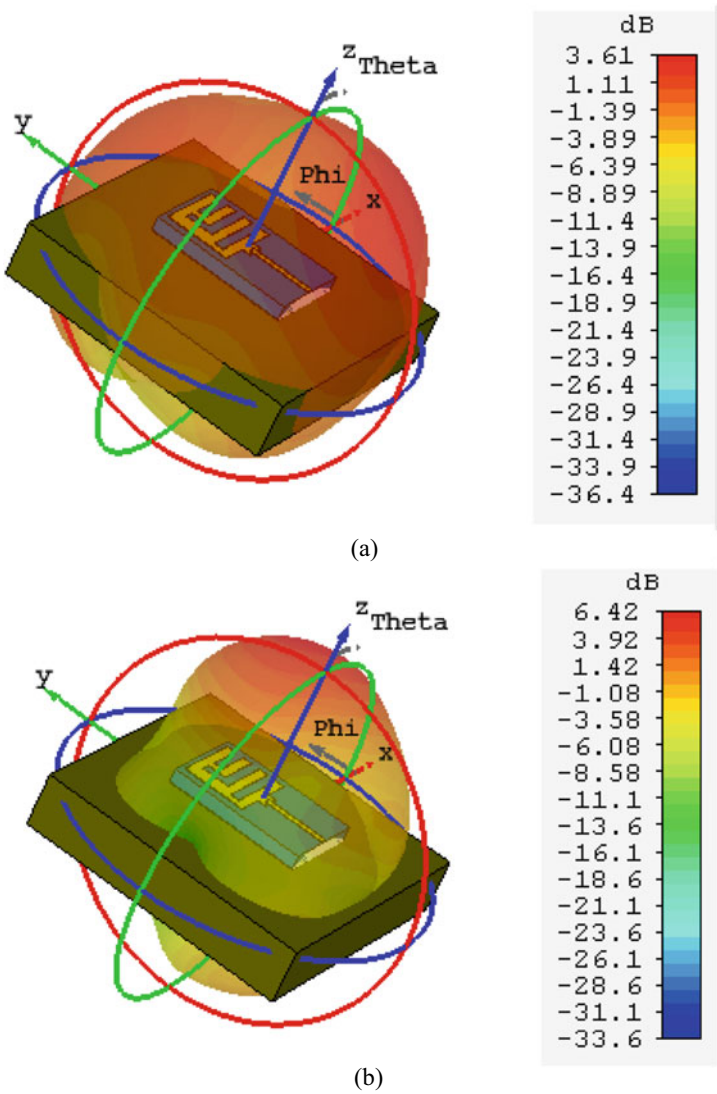 dB
3.61
1.11
-1.39
-3.89
-6.39
-8.89
-11.4
-13.9
-16.4
-18.9
-21.4
-23.9
-26.4
-28.9
-31.4
-33.9
-36.4
z
Theta
y
Phi
x
(a)
dB
6.42
3.92
1.42
-1.08
-3.58
-6.08
-8.58
-11.1
-13.6
-16.1
-18.6
-21.1
-23.6
-26.1
-28.6
-31.1
-33.6
z
Theta
y
Phi
x
(b)